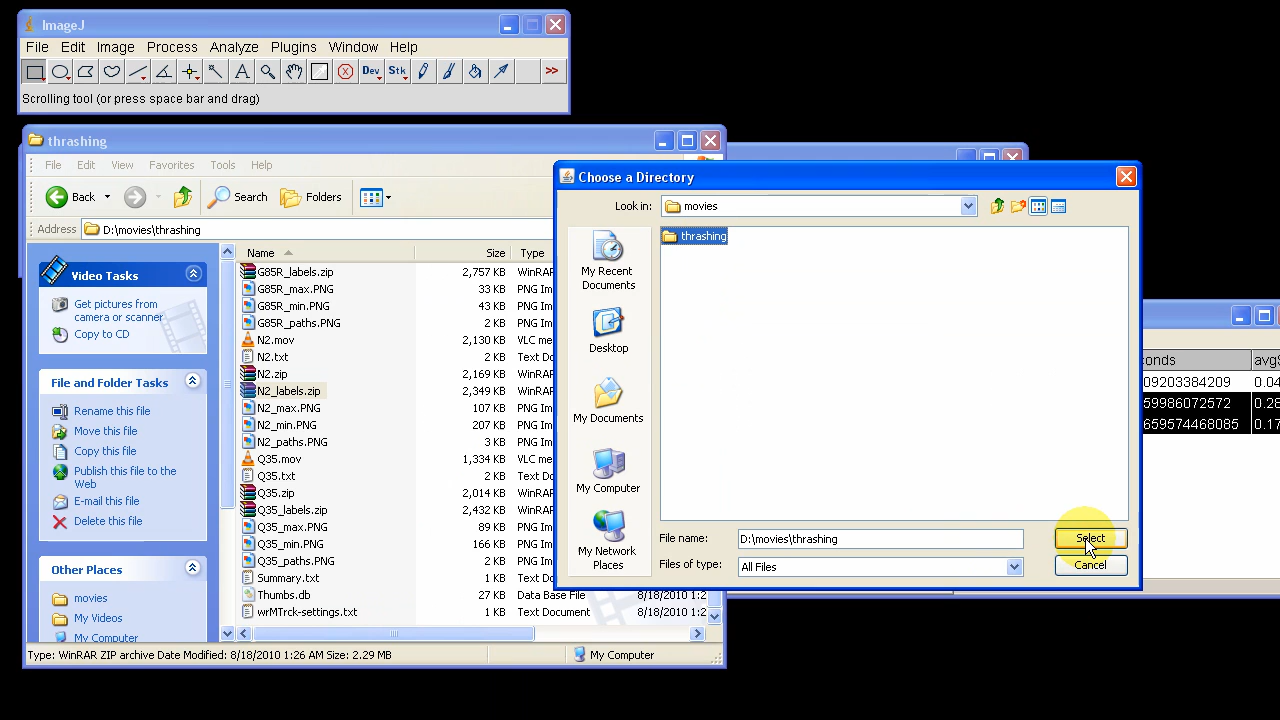 ImageJ
File Edit Image Process Analyze Plugins Window Help
A Dev Stk >>
Scrolling tool (or press space bar and drag)
thrashing
File Edit View Favorites Tools Help
Back Search Folders
Address D:\movies\thrashing
Video Tasks
Get pictures from
camera or scanner
Copy to CD
File and Folder Tasks
Rename this file
Move this file
Copy this file
Publish this file to the
Web
E-mail this file
Delete this file
Other Places
movies
My Videos
My Computer
Name Size Type
G85R_labels.zip 2,757 KB WinRAR
G85R_max.PNG 33 KB PNG Im
G85R_min.PNG 43 KB PNG Im
G85R_paths.PNG 2 KB PNG Im
N2.mov 2,130 KB VLC me
N2.txt 2 KB Text Do
N2.zip 2,169 KB WinRAR
N2_labels.zip 2,349 KB WinRAR
N2_max.PNG 107 KB PNG Im
N2_min.PNG 207 KB PNG Im
N2_paths.PNG 3 KB PNG Im
Q35.mov 1,334 KB VLC me
Q35.txt 2 KB Text Do
Q35.zip 2,014 KB WinRAR
Q35_labels.zip 2,432 KB WinRAR
Q35_max.PNG 89 KB PNG Im
Q35_min.PNG 166 KB PNG Im
Q35_paths.PNG 2 KB PNG Im
Summary.txt 1 KB Text Do
Thumbs.db 27 KB Data Base File 8/18/2010 1:2
wrMTrck-settings.txt 1 KB Text Document 8/18/2010 1:2
Type: WinRAR ZIP archive Date Modified: 8/18/2010 1:26 AM Size: 2.29 MB My Computer
Choose a Directory
Look in: movies
thrashing
My Recent
Documents
Desktop
My Documents
My Computer
My Network
Places
File name: D:\movies\thrashing Select
Files of type: All Files Cancel
onds avgS
09203384209 0.04
59986072572 0.28
659574468085 0.17